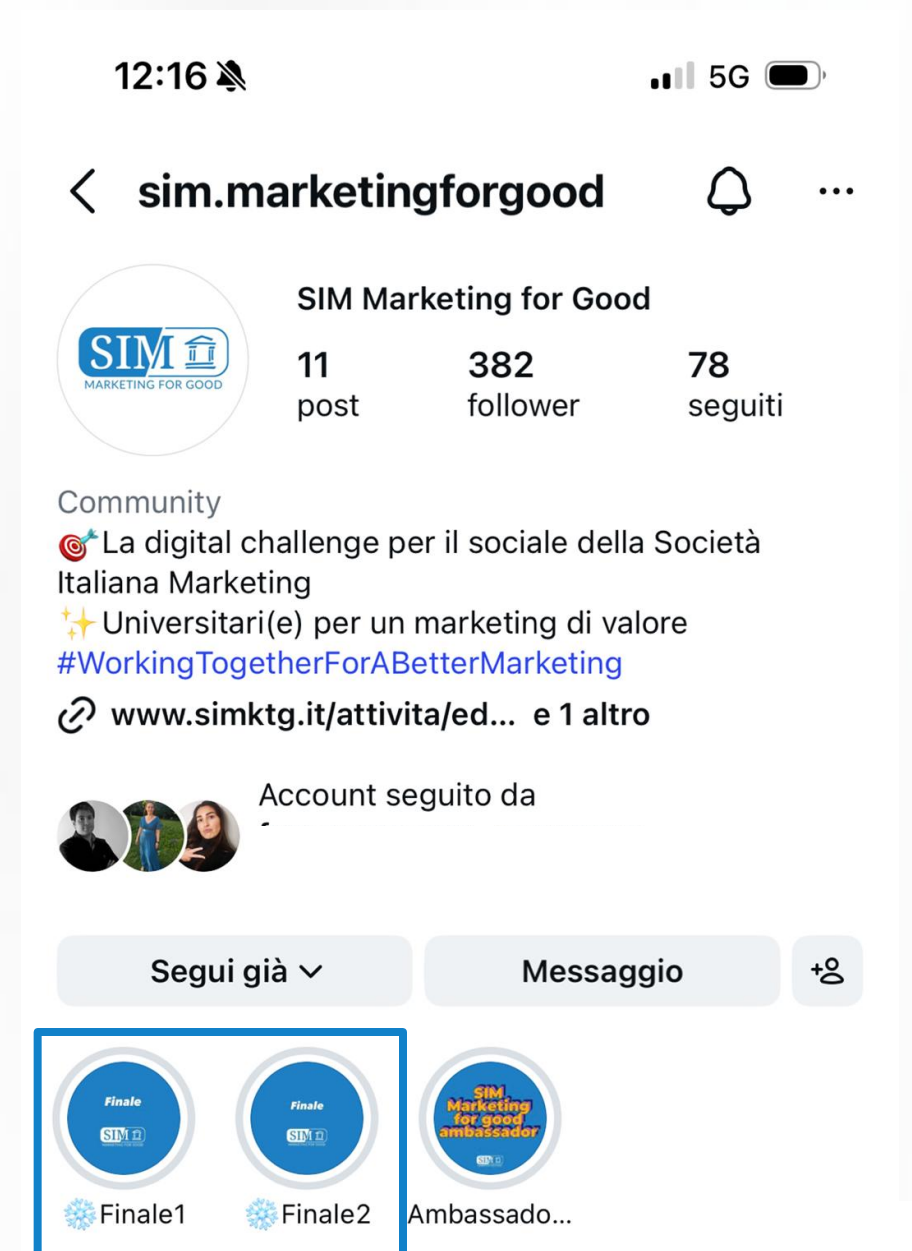 12:16
5G
sim.marketingforgood
SIM
MARKETING FOR GOOD
SIM Marketing for Good
11
382
78
post
follower
seguiti
Community
🎯La digital challenge per il sociale della Società
Italiana Marketing
✨Universitari(e) per un marketing di valore
#WorkingTogetherForABetterMarketing
www.simktg.it/attivita/ed... e 1 altro
Account seguito da
Segui già
Messaggio
Finale
SIM
Finale
SIM
SIM
Marketing
for good
ambassador
SIM
❄️Finale1
❄️Finale2
Ambassado...